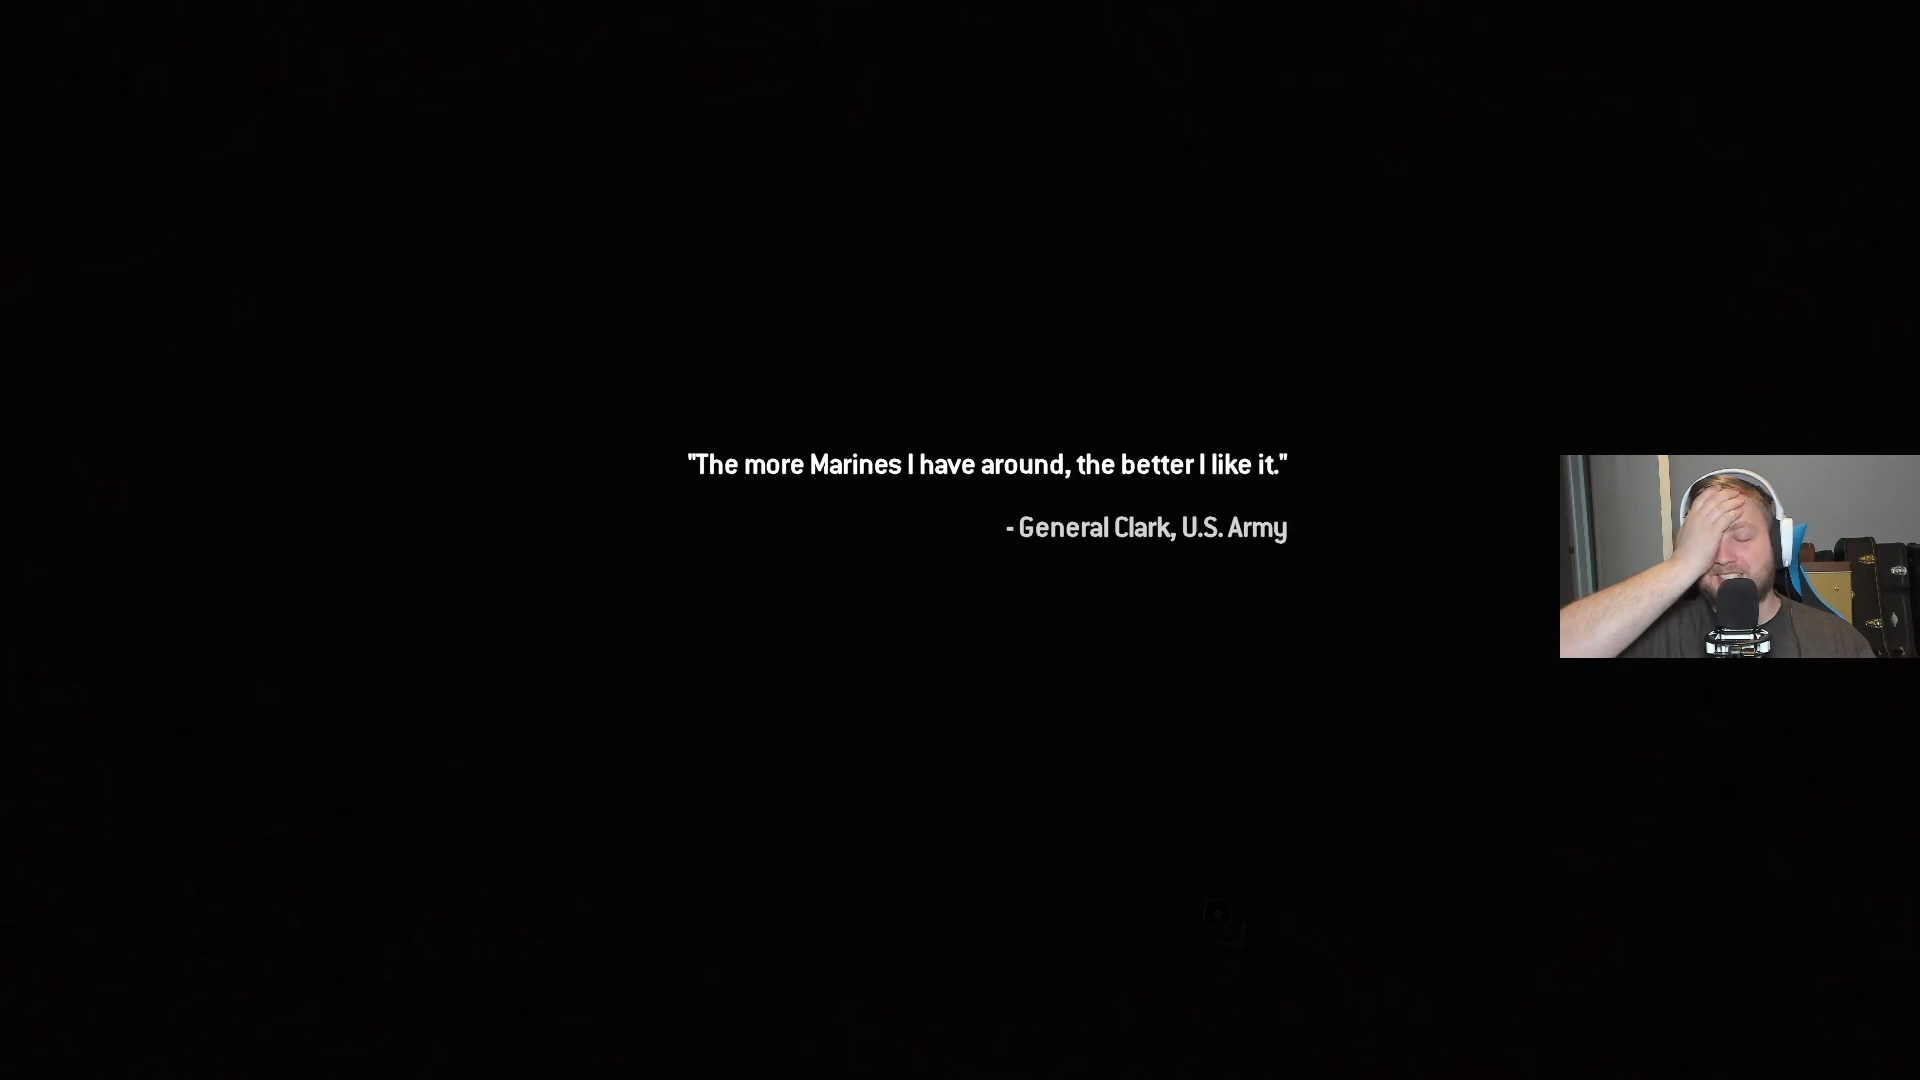 "The more Marines I have around, the better I like it."
- General Clark, U.S. Army